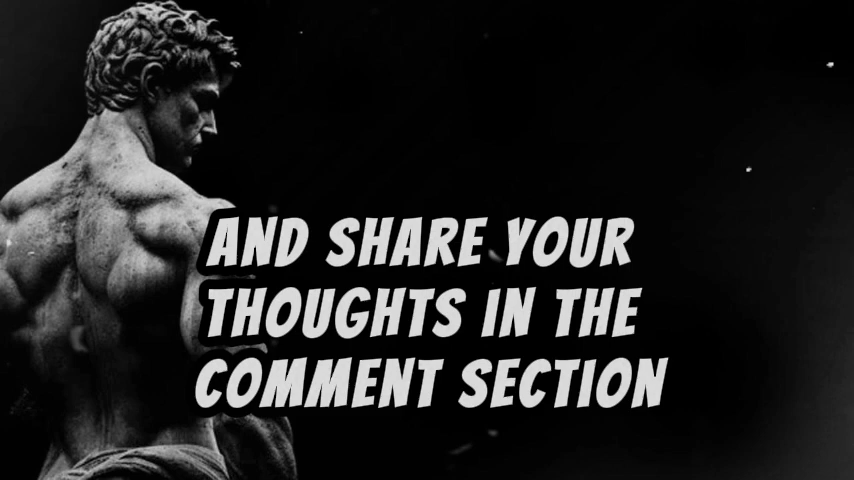 AND SHARE YOUR
THOUGHTS IN THE
COMMENT SECTION